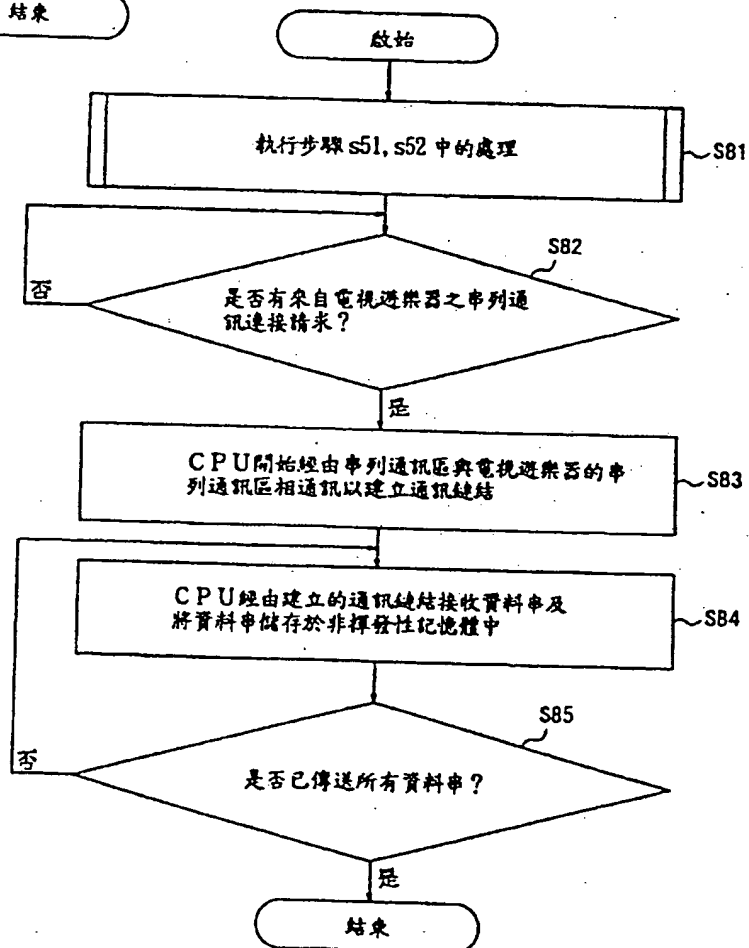 結束
啟始
執行步驟s51, s52中的處理
S81
S82
是否有來自電視遊樂器之串列通
訊連接請求？
否
是
CPU開始經由串列通訊區與電視遊樂器的串
列通訊區相通訊以建立通訊鏈結
S83
CPU經由建立的通訊鏈結接收資料串及
將資料串儲存於非揮發性記憶體中
S84
S85
是否已傳送所有資料串？
否
是
結束